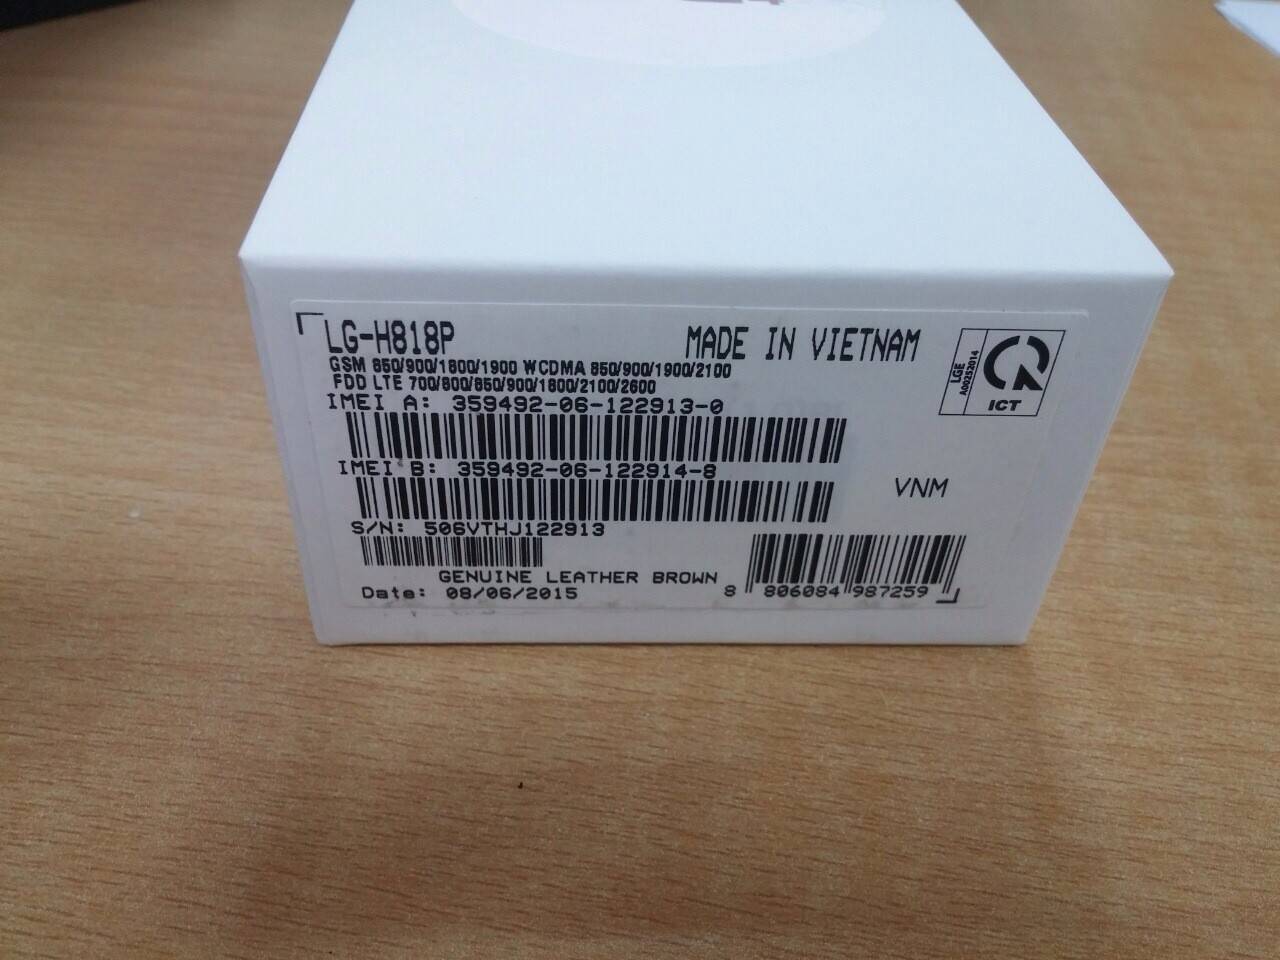 LG-H818P MADE IN VIETNAM
GSM 850/900/1800/1900 WCDMA 850/900/1900/2100
FDD LTE 700/800/850/900/1800/2100/2600
IMEI A: 359492-06-122913-0
IMEI B: 359492-06-122914-8
S/N: 506VTHJ122913
GENUINE LEATHER BROWN
Date: 08/06/2015
LGE
A00252014
ICT
VNM
8 806084 987259